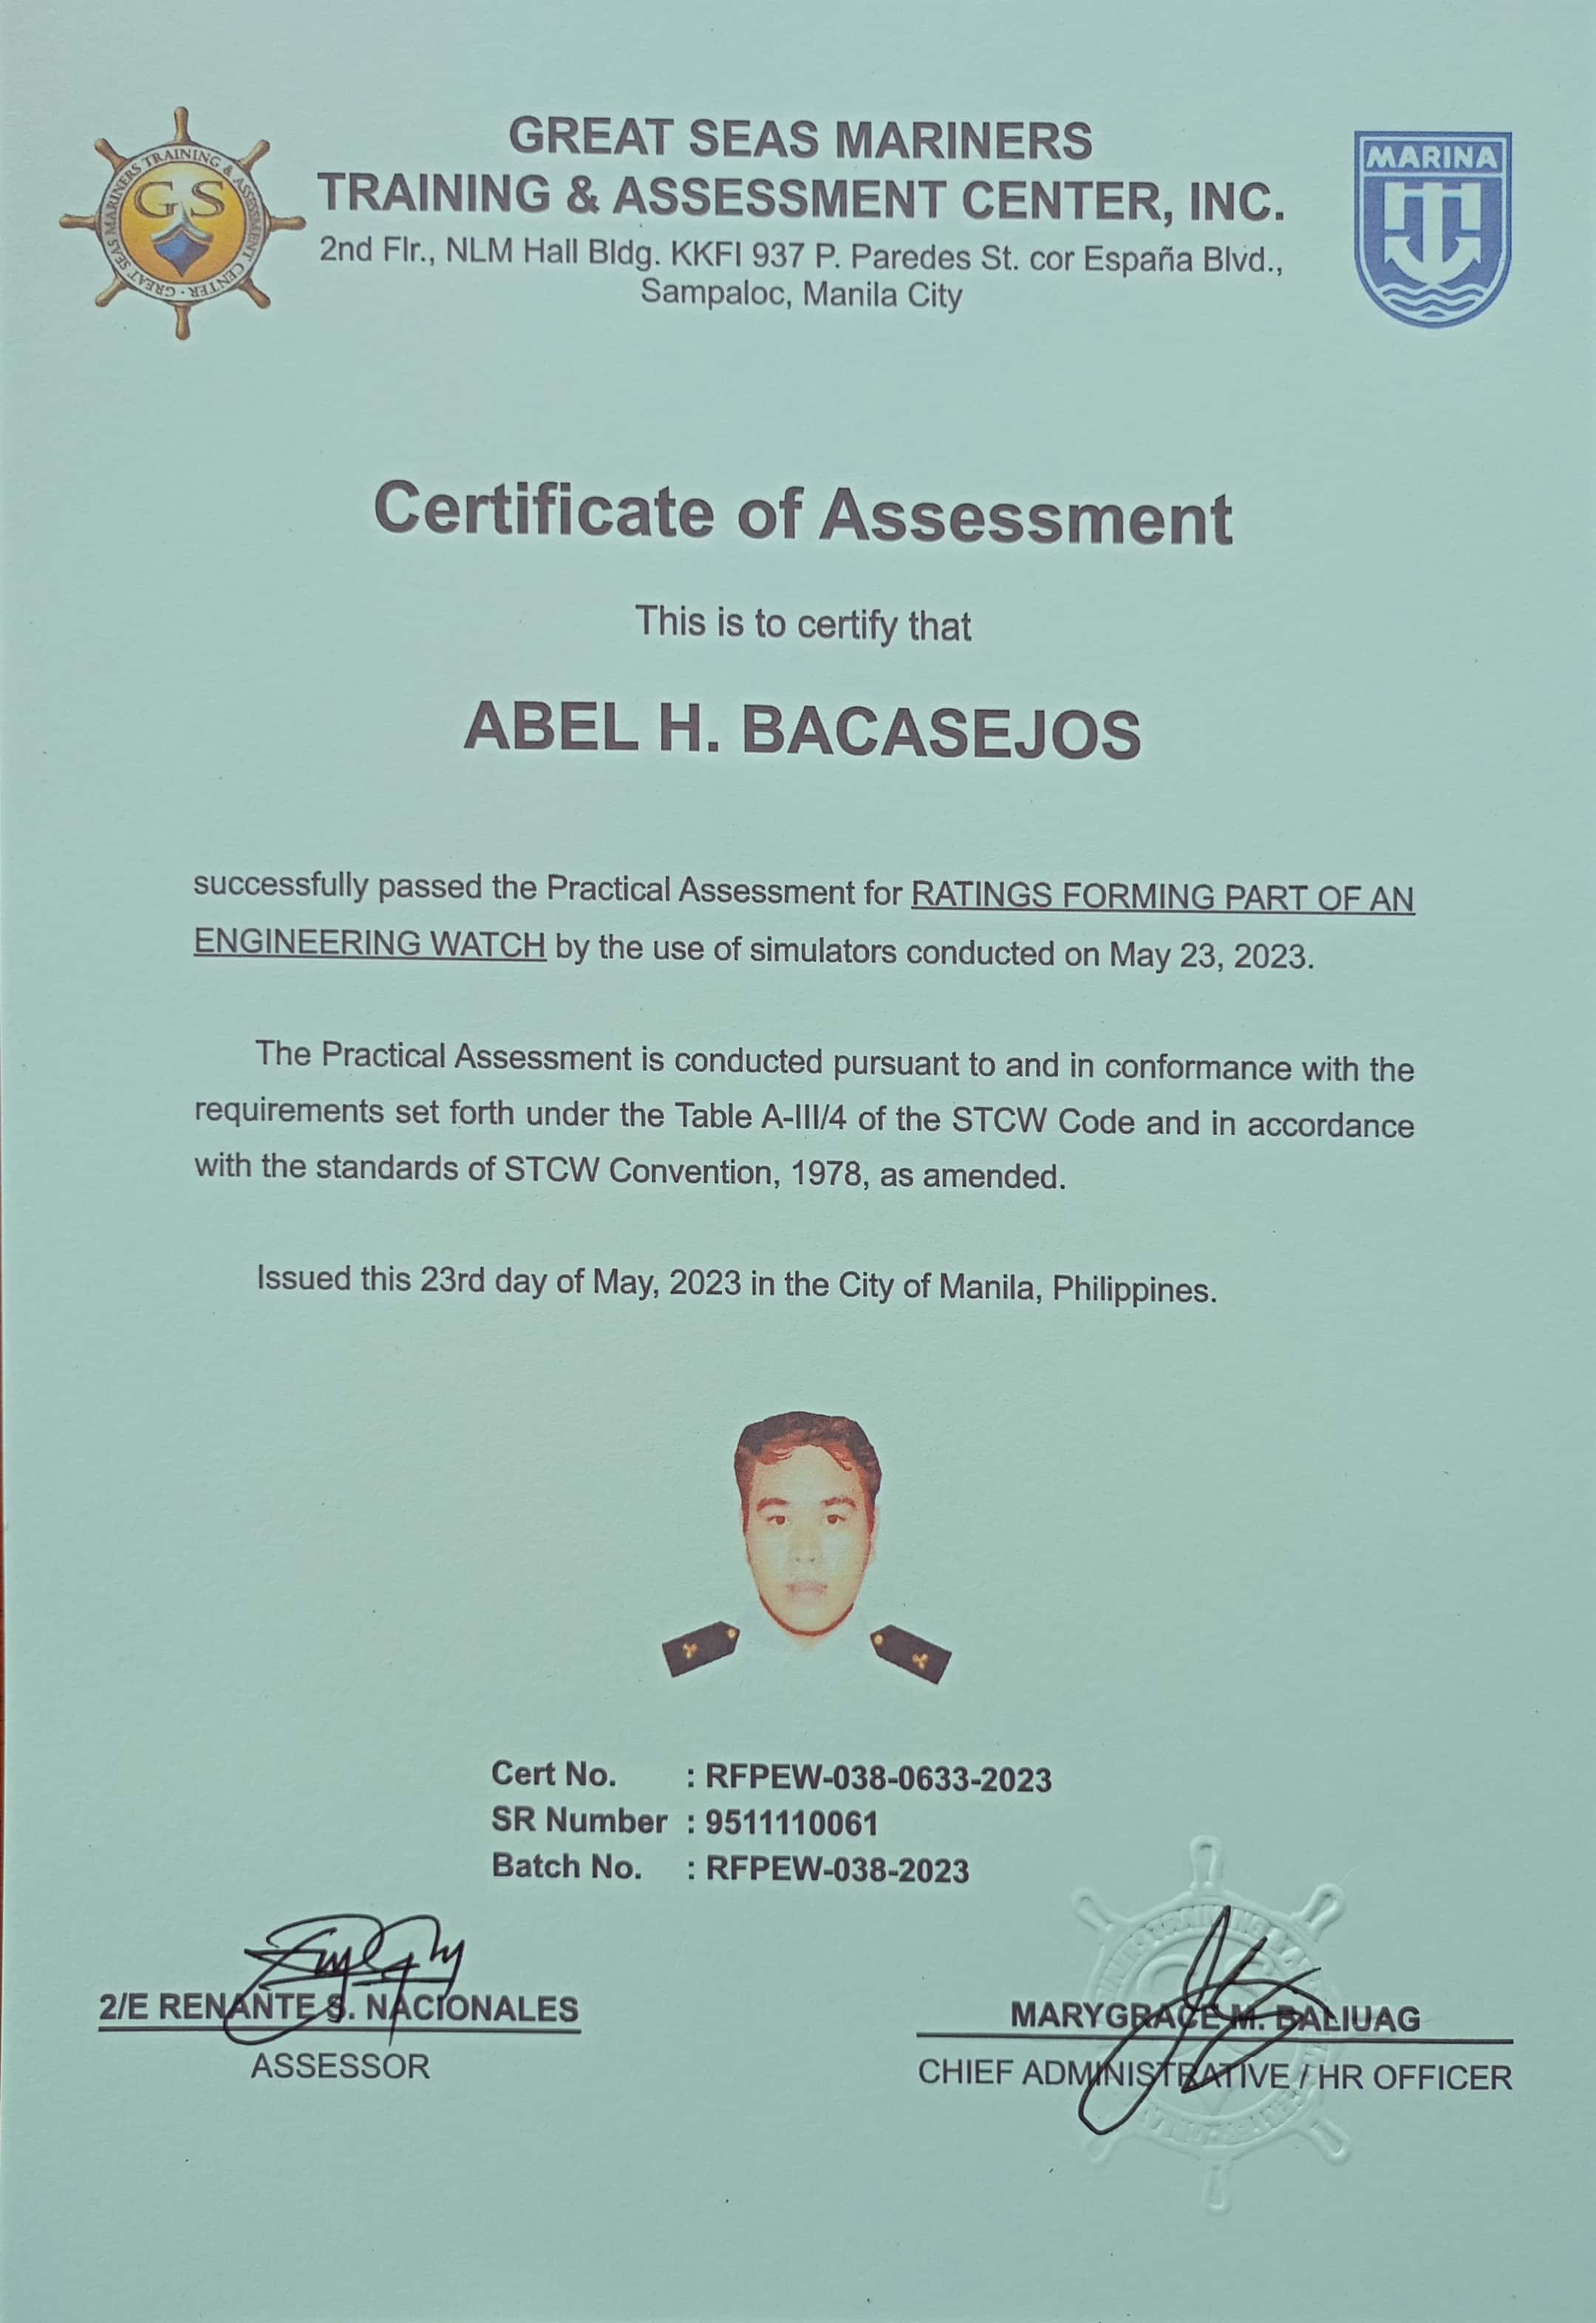 GREAT SEAS MARINERS
TRAINING & ASSESSMENT CENTER, INC.
2nd Flr., NLM Hall Bldg. KKFI 937 P. Paredes St. cor España Blvd.,
Sampaloc, Manila City
GREAT SEAS MARINERS TRAINING & ASSESSMENT CENTER
GS
MARINA
Certificate of Assessment
This is to certify that
ABEL H. BACASEJOS
successfully passed the Practical Assessment for RATINGS FORMING PART OF AN
ENGINEERING WATCH by the use of simulators conducted on May 23, 2023.
The Practical Assessment is conducted pursuant to and in conformance with the
requirements set forth under the Table A-III/4 of the STCW Code and in accordance
with the standards of STCW Convention, 1978, as amended.
Issued this 23rd day of May, 2023 in the City of Manila, Philippines.
Cert No. : RFPEW-038-0633-2023
SR Number : 9511110061
Batch No. : RFPEW-038-2023
2/E RENANTE S. NACIONALES
ASSESSOR
MARYGRACE M. BALIUAG
CHIEF ADMINISTRATIVE / HR OFFICER